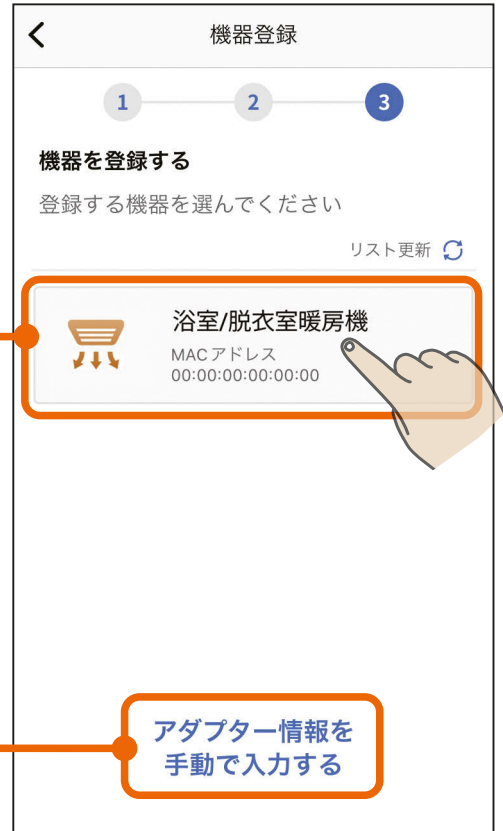 機器登録
1 2 3
機器を登録する
登録する機器を選んでください
リスト更新
浴室/脱衣室暖房機
MACアドレス
00:00:00:00:00:00
アダプター情報を
手動で入力する